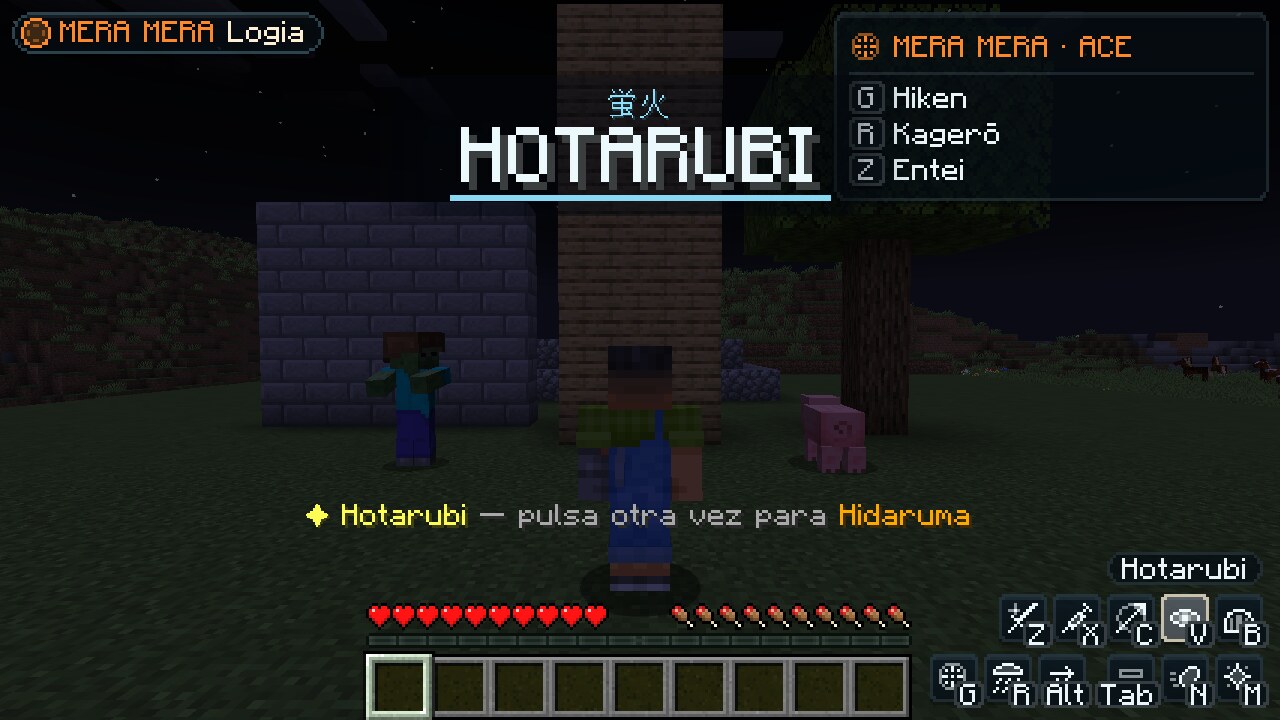 MERA MERA Logia
MERA MERA · ACE
G Hiken
R Kagerō
Z Entei
蛍火
HOTARUBI
✦ Hotarubi — pulsa otra vez para Hidaruma
Hotarubi
Z X C V B
G R Alt Tab N M